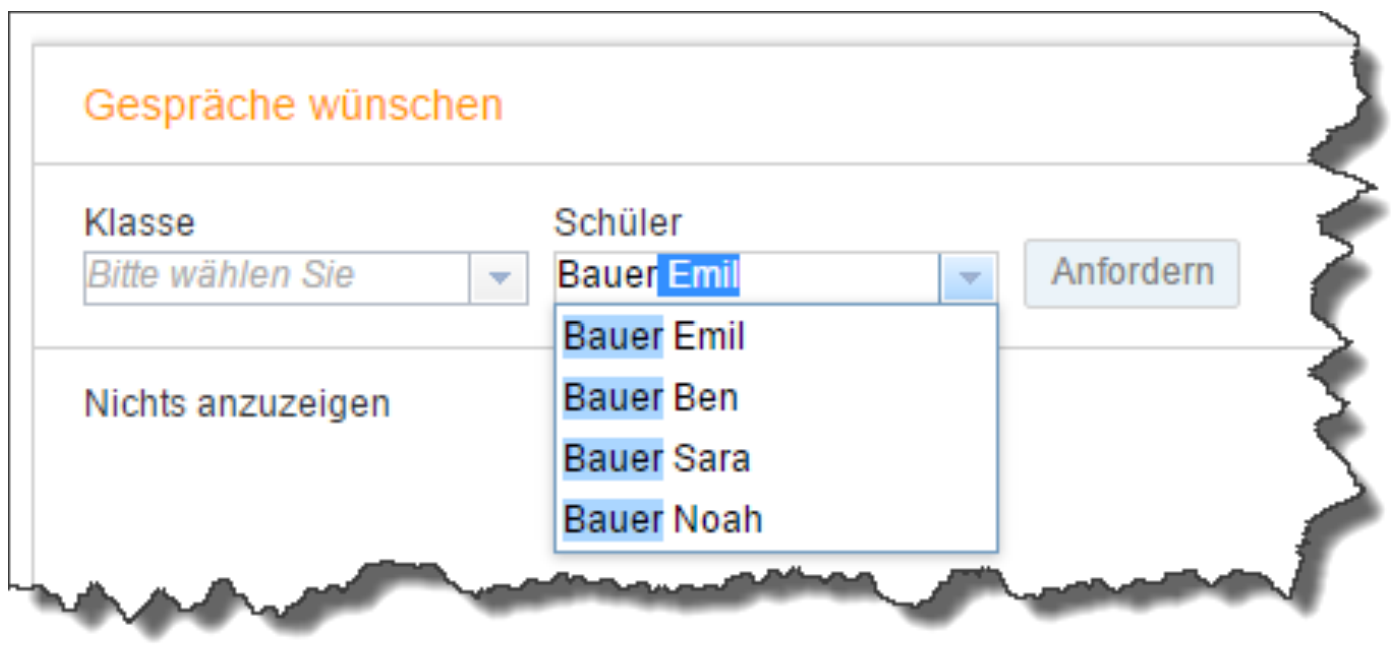 Gespräche wünschen
Klasse Schüler
Bitte wählen Sie Bauer Emil Anfordern
Bauer Emil
Nichts anzuzeigen Bauer Ben
Bauer Sara
Bauer Noah